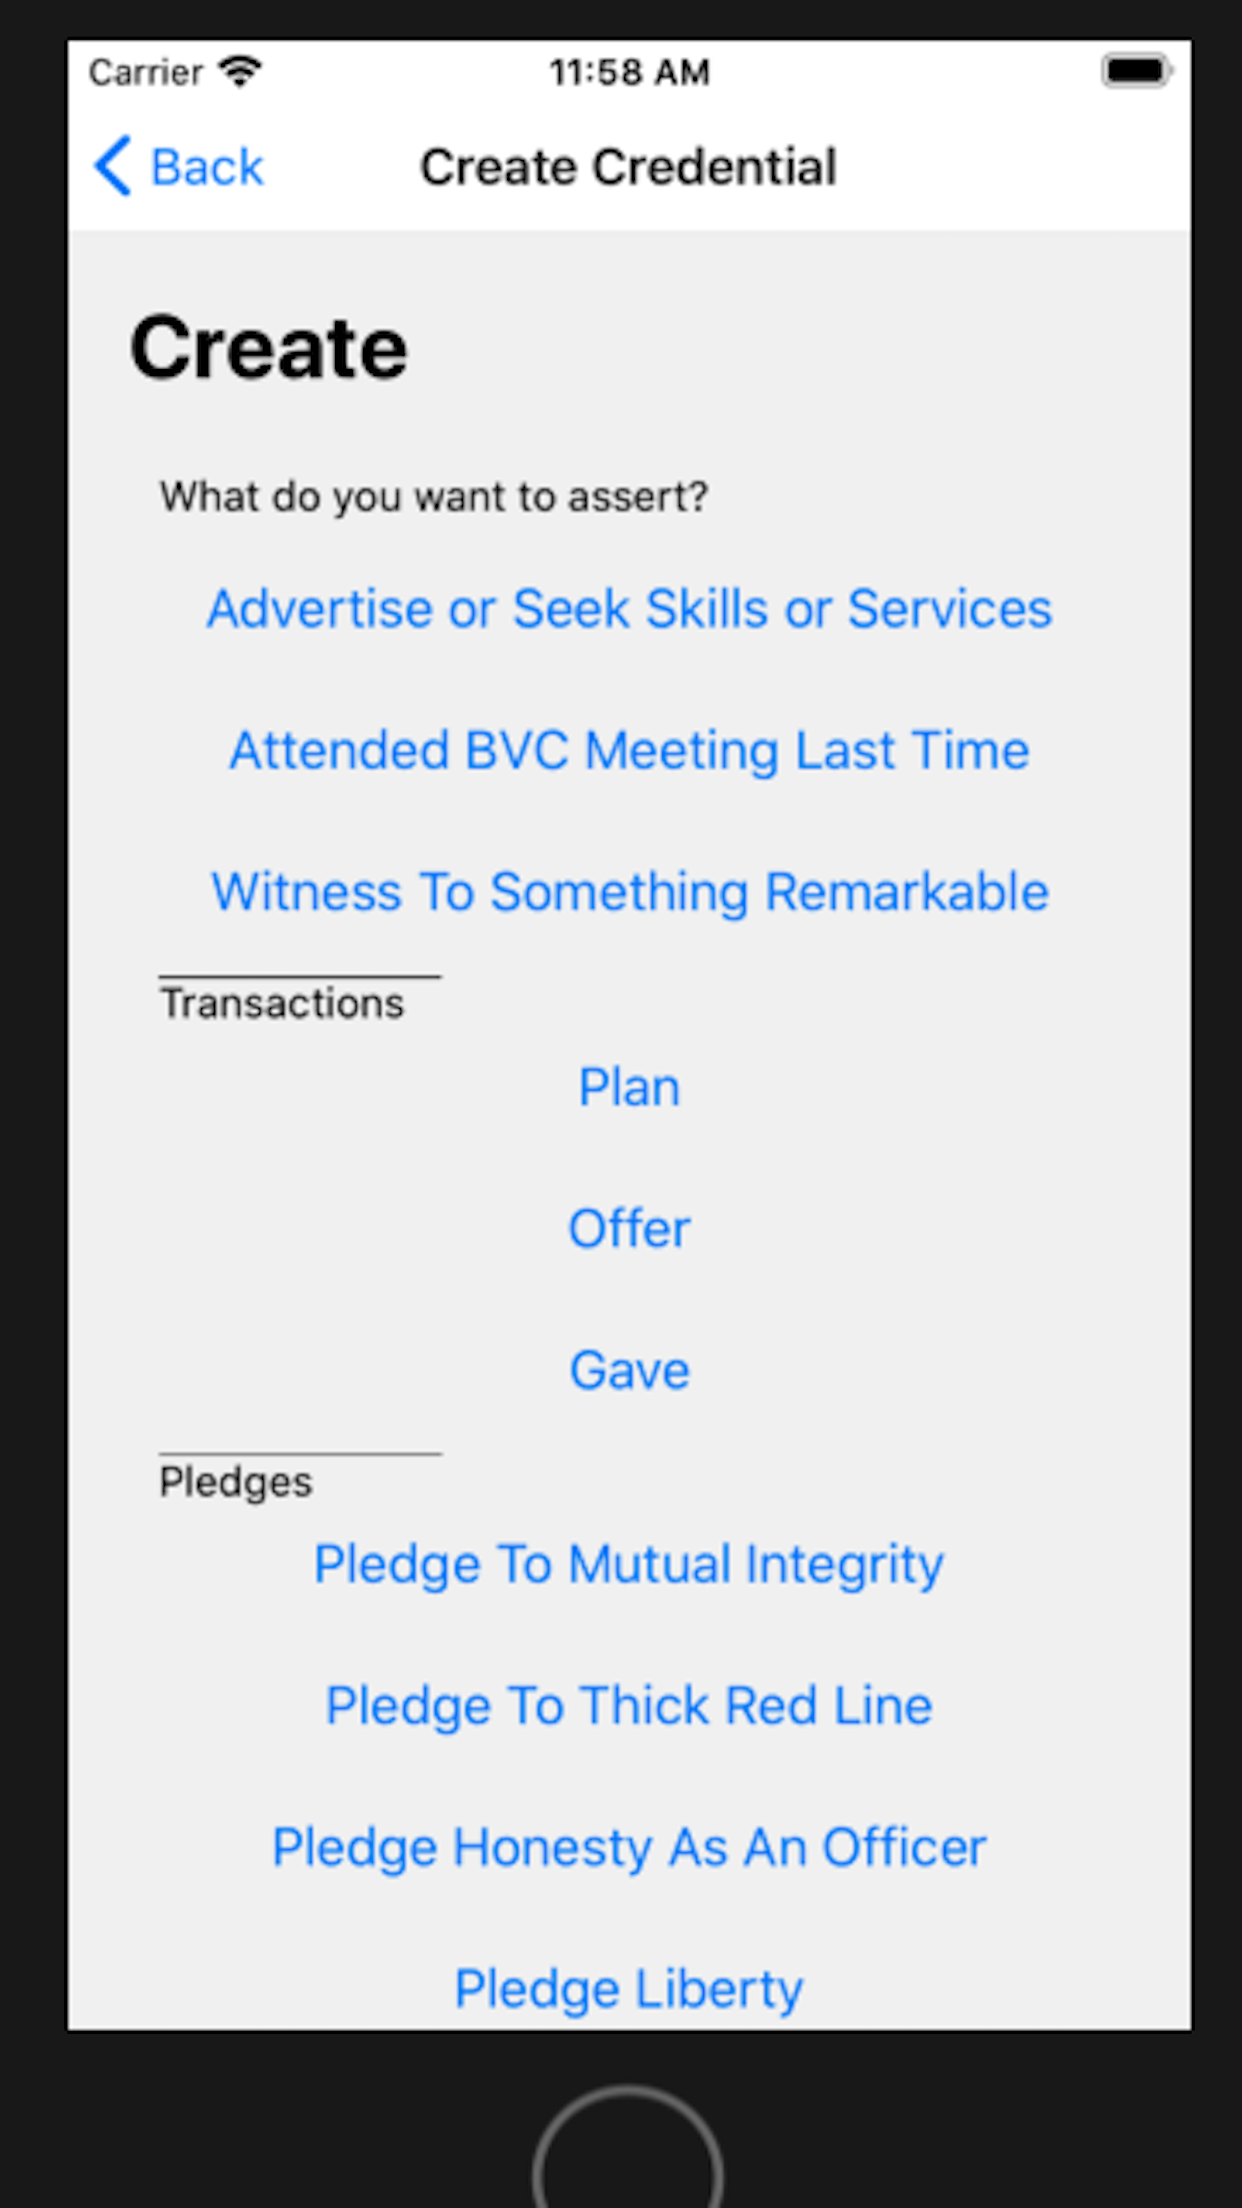 Carrier
11:58 AM
Back
Create Credential
Create
What do you want to assert?
Advertise or Seek Skills or Services
Attended BVC Meeting Last Time
Witness To Something Remarkable
Transactions
Plan
Offer
Gave
Pledges
Pledge To Mutual Integrity
Pledge To Thick Red Line
Pledge Honesty As An Officer
Pledge Liberty